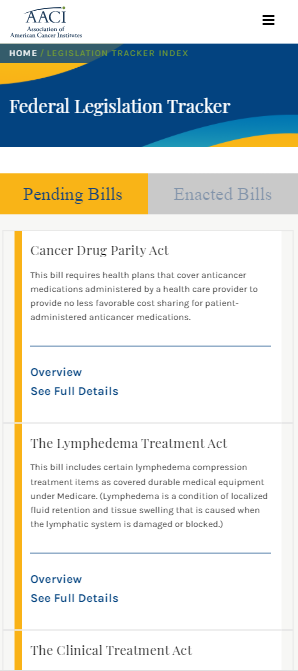 AACI
Association of
American Cancer Institutes
HOME / LEGISLATION TRACKER INDEX
Federal Legislation Tracker
Pending Bills
Enacted Bills
Cancer Drug Parity Act
This bill requires health plans that cover anticancer
medications administered by a health care provider to
provide no less favorable cost sharing for patient-
administered anticancer medications.
Overview
See Full Details
The Lymphedema Treatment Act
This bill includes certain lymphedema compression
treatment items as covered durable medical equipment
under Medicare. (Lymphedema is a condition of localized
fluid retention and tissue swelling that is caused when
the lymphatic system is damaged or blocked.)
Overview
See Full Details
The Clinical Treatment Act